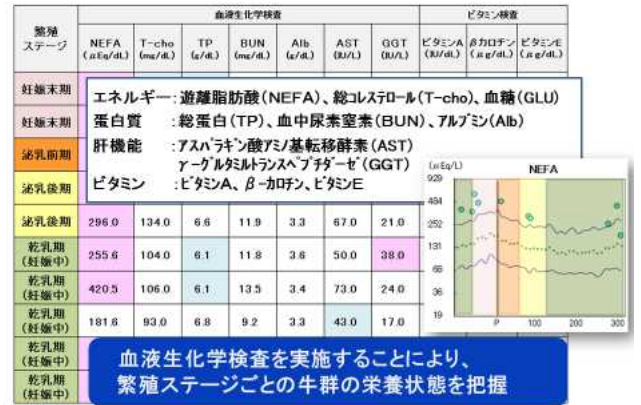 血液生化学検査 ビタミン検査
繁殖
ステージ
NEFA T-cho TP BUN Alb AST GGT ビタミンA βカロチン ビタミンE
(μEq/dL) (mg/dL) (g/dL) (mg/dL) (g/dL) (IU/dL) (IU/L) (IU/dL) (μg/dL) (μg/dL)
妊娠末期
妊娠末期
泌乳前期
泌乳後期
エネルギー:遊離脂肪酸(NEFA)、総コレステロール(T-cho)、血糖(GLU)
蛋白質 :総蛋白(TP)、血中尿素窒素(BUN)、アルブミン(Alb)
肝機能 :アスパラギン酸アミノ基転移酵素(AST)
γ-グルタミルトランスペプチダーゼ(GGT)
ビタミン :ビタミンA、β-カロチン、ビタミンE
泌乳後期 296.0 134.0 6.6 11.9 3.3 67.0 21.0
乾乳期
(妊娠中) 255.6 104.0 6.1 11.8 3.6 50.0 38.0
乾乳期
(妊娠中) 420.5 106.0 6.1 13.5 3.4 73.0 24.0
乾乳期
(妊娠中) 181.6 93.0 6.8 9.2 3.3 43.0 17.0
乾乳期
(妊娠中)
乾乳期
(妊娠中)
(μEq/L) NEFA
929
484
252
131
68
36
19
P 100 200 300
血液生化学検査を実施することにより、
繁殖ステージごとの牛群の栄養状態を把握